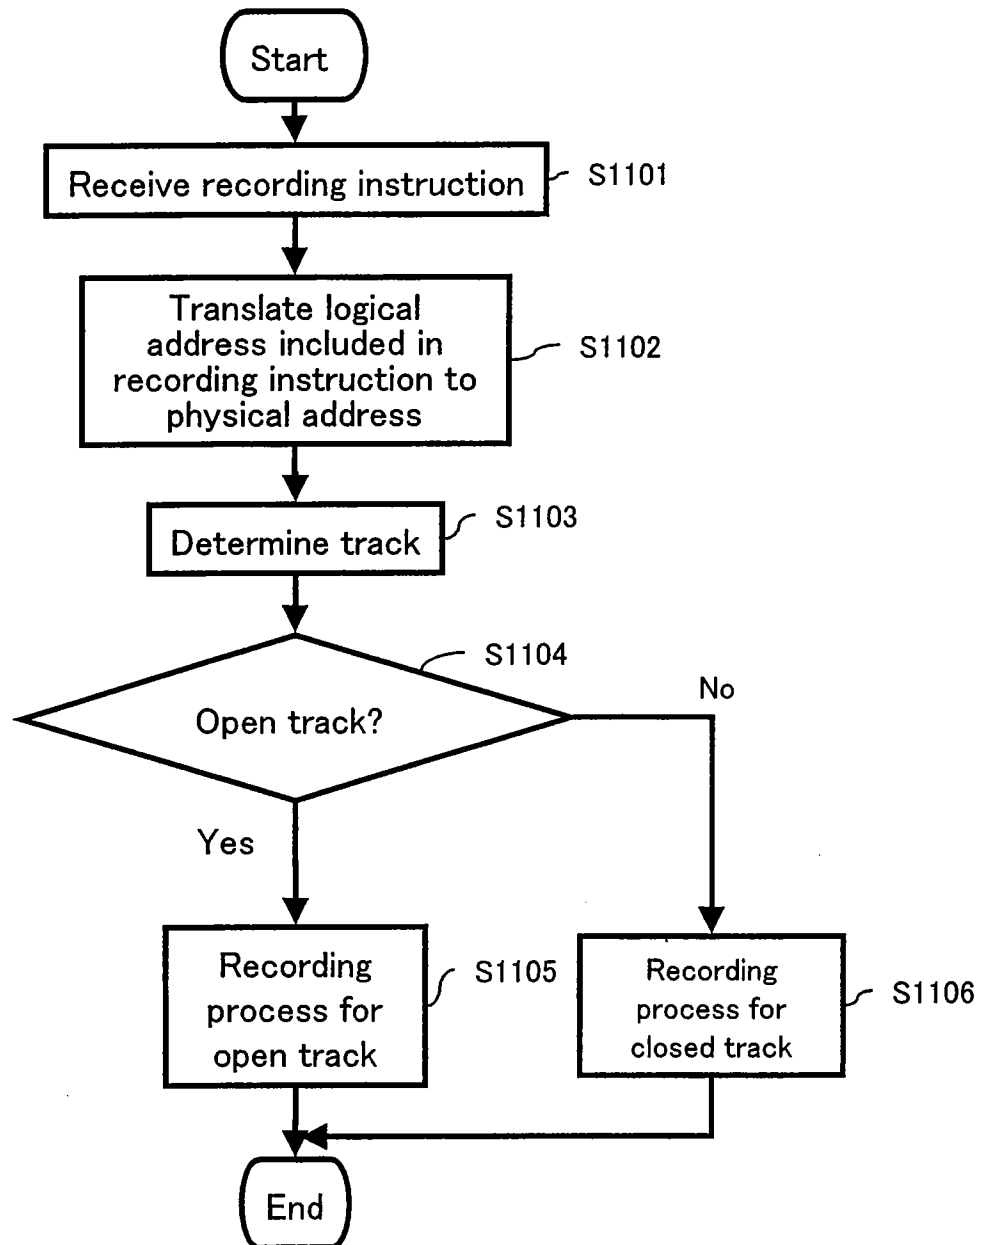 Start
Receive recording instruction
S1101
Translate logical
address included in
recording instruction to
physical address
S1102
Determine track
S1103
Open track?
S1104
No
Yes
Recording
process for
open track
S1105
Recording
process for
closed track
S1106
End